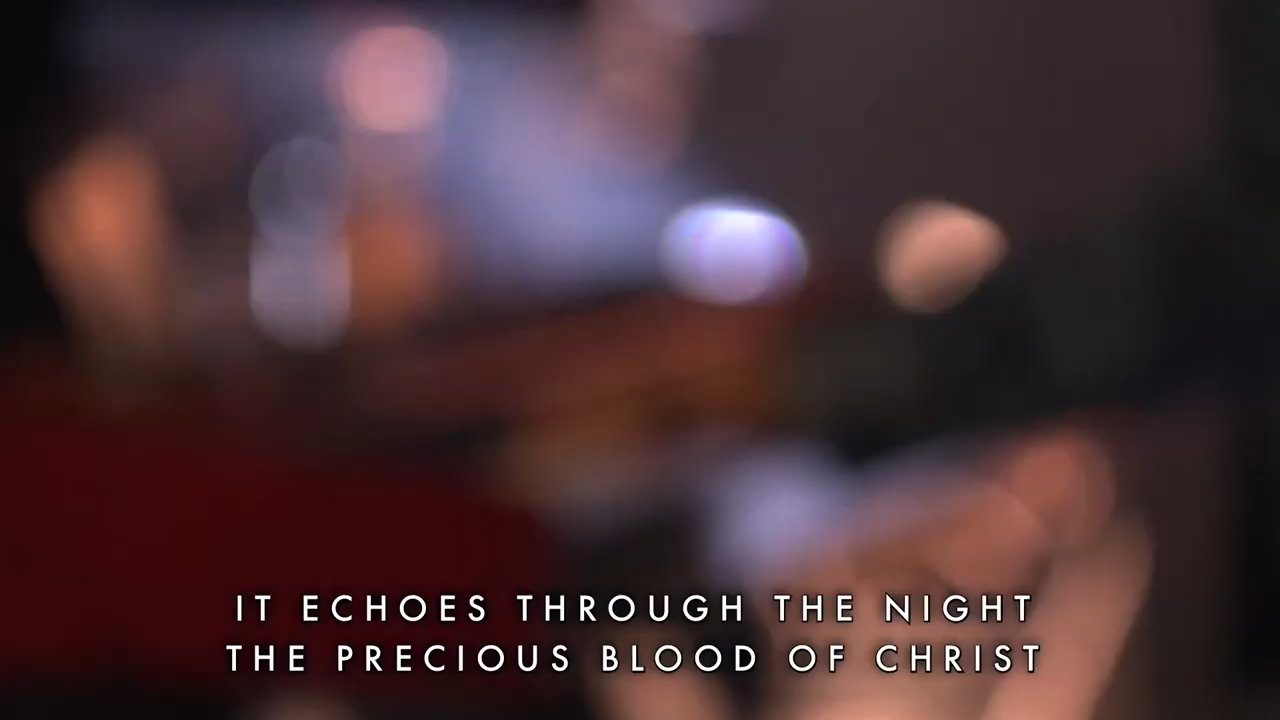 IT ECHOES THROUGH THE NIGHT
THE PRECIOUS BLOOD OF CHRIST